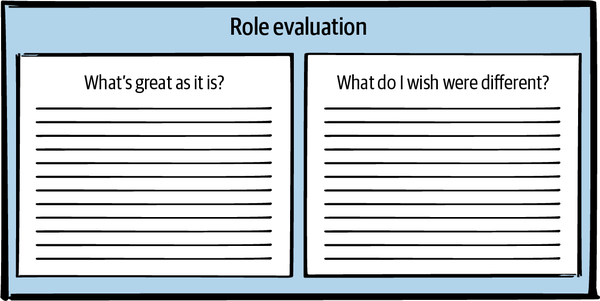 Role evaluation
What's great as it is?
What do I wish were different?